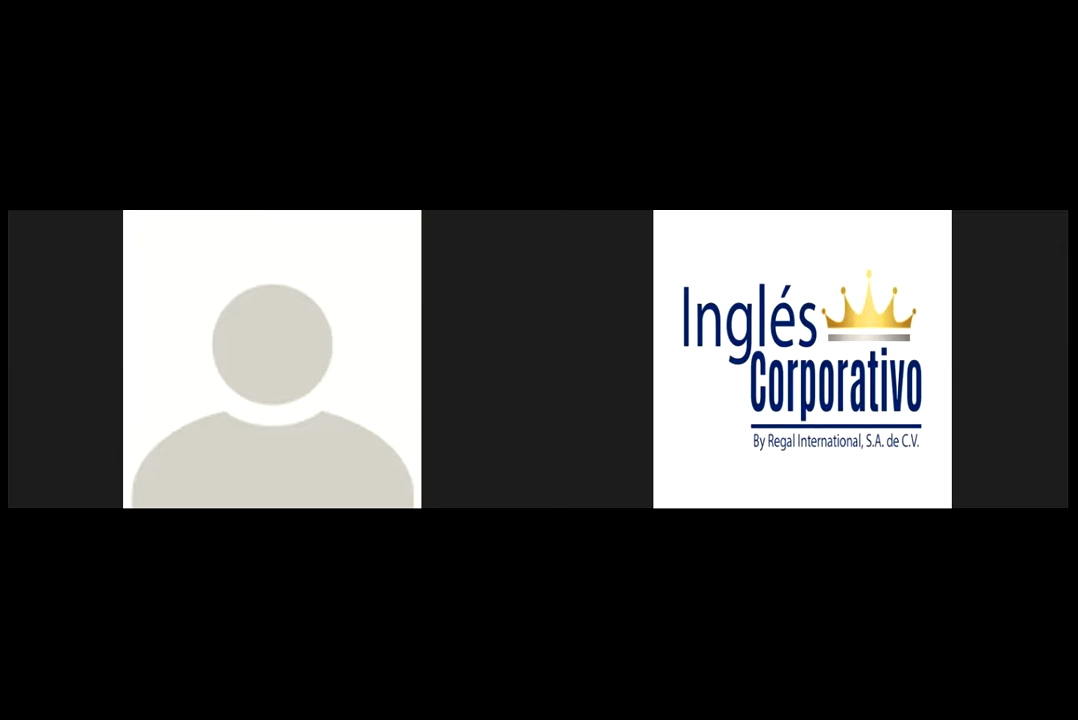 Inglés
Corporativo
By Regal International, S.A. de C.V.